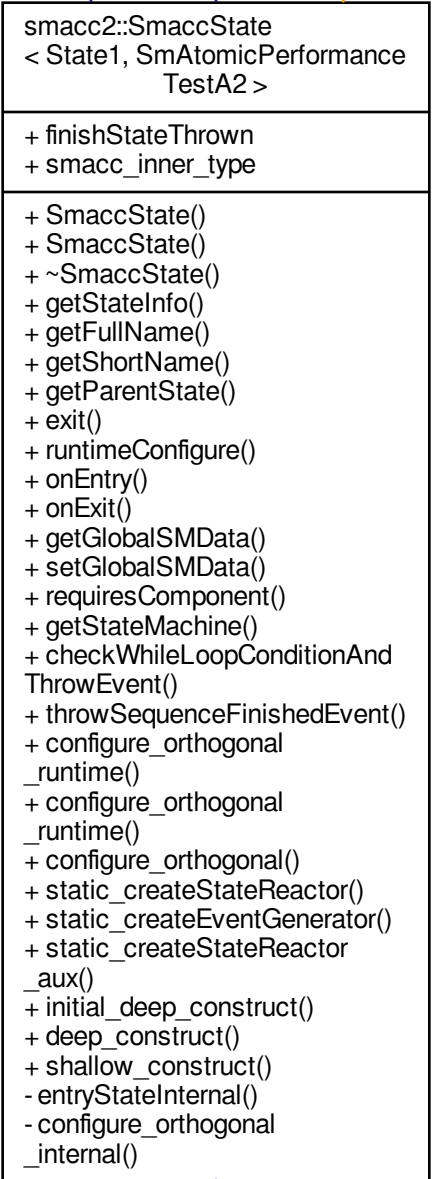 smacc2::SmaccState
< State1, SmAtomicPerformance
TestA2 >
+ finishStateThrown
+ smacc_inner_type
+ SmaccState()
+ SmaccState()
+ ~SmaccState()
+ getStateInfo()
+ getFullName()
+ getShortName()
+ getParentState()
+ exit()
+ runtimeConfigure()
+ onEntry()
+ onExit()
+ getGlobalSMData()
+ setGlobalSMData()
+ requiresComponent()
+ getStateMachine()
+ checkWhileLoopConditionAnd
ThrowEvent()
+ throwSequenceFinishedEvent()
+ configure_orthogonal
_runtime()
+ configure_orthogonal
_runtime()
+ configure_orthogonal()
+ static_createStateReactor()
+ static_createEventGenerator()
+ static_createStateReactor
_aux()
+ initial_deep_construct()
+ deep_construct()
+ shallow_construct()
- entryStateInternal()
- configure_orthogonal
_internal()